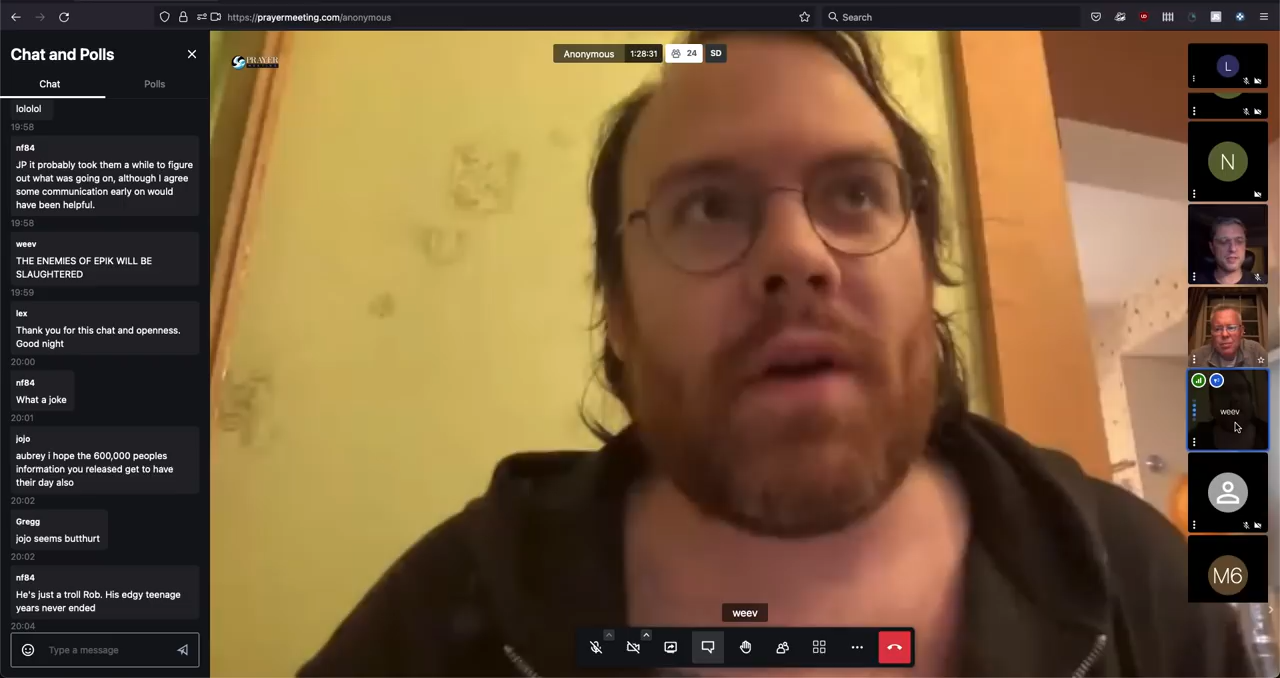 https://prayermeeting.com/anonymous
Search
Chat and Polls
Chat
Polls
lololol
19:58
nf84
JP it probably took them a while to figure
out what was going on, although I agree
some communication early on would
have been helpful.
19:58
weev
THE ENEMIES OF EPIK WILL BE
SLAUGHTERED
19:59
lex
Thank you for this chat and openness.
Good night
20:00
nf84
What a joke
20:01
jojo
aubrey i hope the 600,000 peoples
information you released get to have
their day also
20:02
Gregg
jojo seems butthurt
20:02
nf84
He's just a troll Rob. His edgy teenage
years never ended
20:04
Type a message
PRAYER
Anonymous
1:28:31
24
SD
weev
L
N
weev
M6